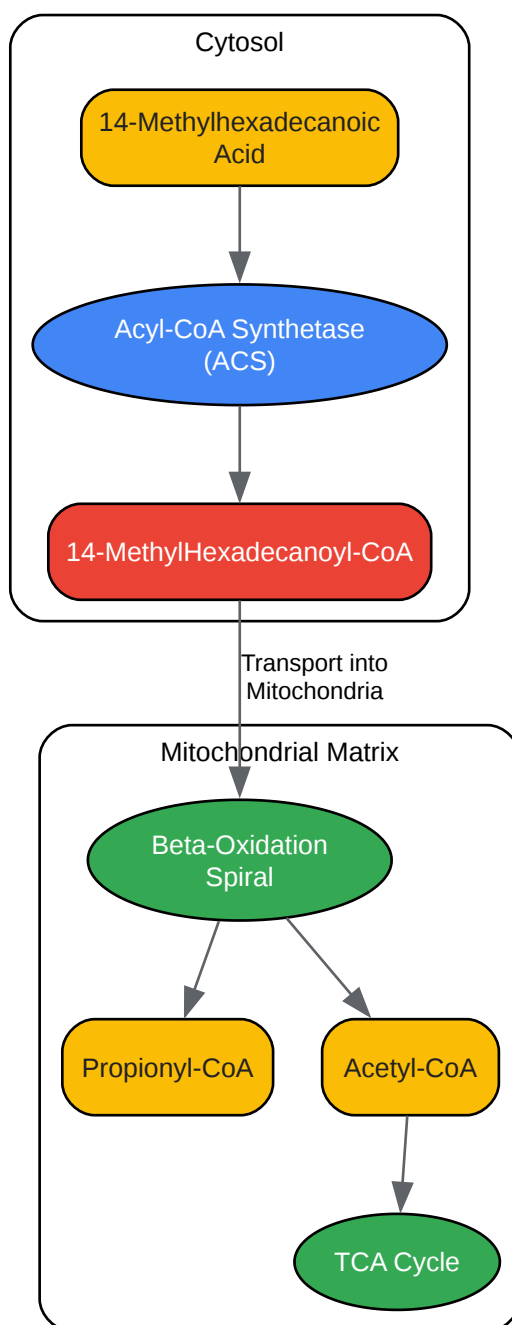 Cytosol
14-Methylhexadecanoic
Acid
Acyl-CoA Synthetase
(ACS)
14-MethylHexadecanoyl-CoA
Transport into
Mitochondria
Mitochondrial Matrix
Beta-Oxidation
Spiral
Propionyl-CoA
Acetyl-CoA
TCA Cycle